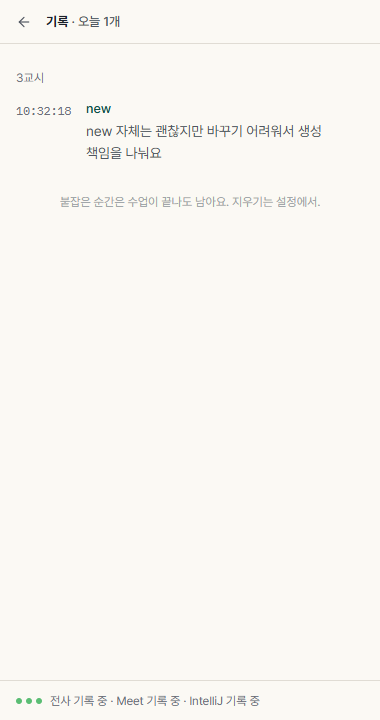 기록 · 오늘 1개
3교시
10:32:18 new
new 자체는 괜찮지만 바꾸기 어려워서 생성
책임을 나눠요
붙잡은 순간은 수업이 끝나도 남아요. 지우기는 설정에서.
전사 기록 중 · Meet 기록 중 · IntelliJ 기록 중